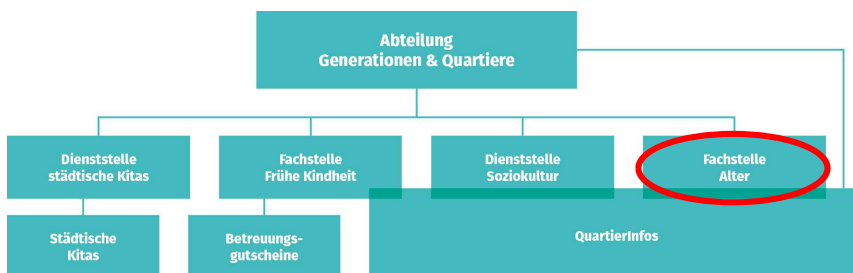 Abteilung
Generationen & Quartiere
Dienststelle
städtische Kitas
Fachstelle
Frühe Kindheit
Dienststelle
Soziokultur
Fachstelle
Alter
Städtische
Kitas
Betreuungs-
gutscheine
QuartierInfos